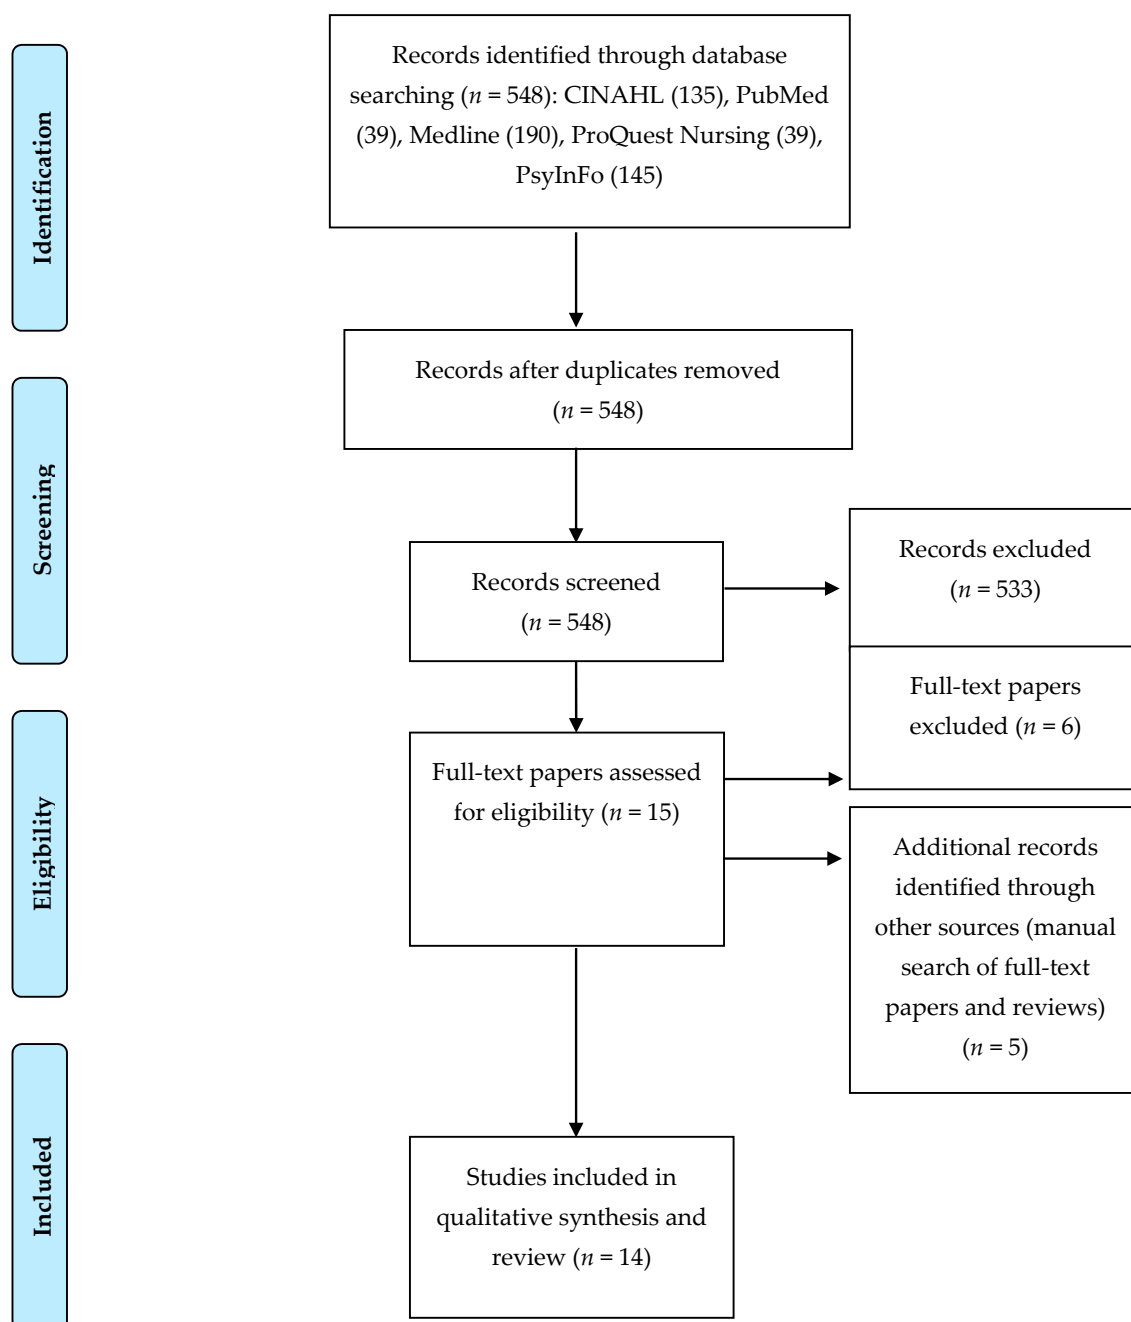 Identification
Records identified through database
searching (n = 548): CINAHL (135), PubMed
(39), Medline (190), ProQuest Nursing (39),
PsyInFo (145)
Records after duplicates removed
(n = 548)
Screening
Records screened
(n = 548)
Records excluded
(n = 533)
Full-text papers
excluded (n = 6)
Eligibility
Full-text papers assessed
for eligibility (n = 15)
Additional records
identified through
other sources (manual
search of full-text
papers and reviews)
(n = 5)
Included
Studies included in
qualitative synthesis and
review (n = 14)